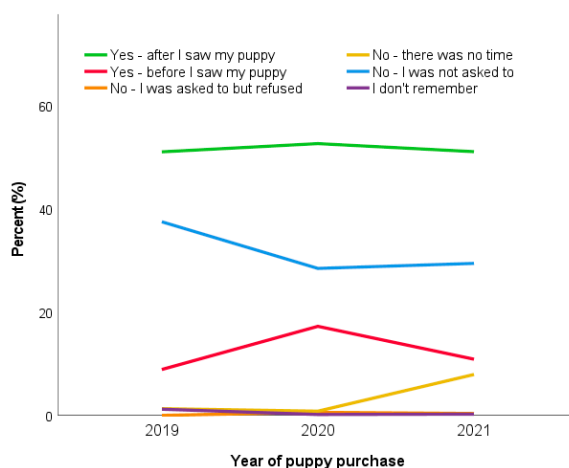 Yes - after I saw my puppy
Yes - before I saw my puppy
No - I was asked to but refused
No - there was no time
No - I was not asked to
I don't remember
Percent (%)
60
40
20
0
2019 2020 2021
Year of puppy purchase